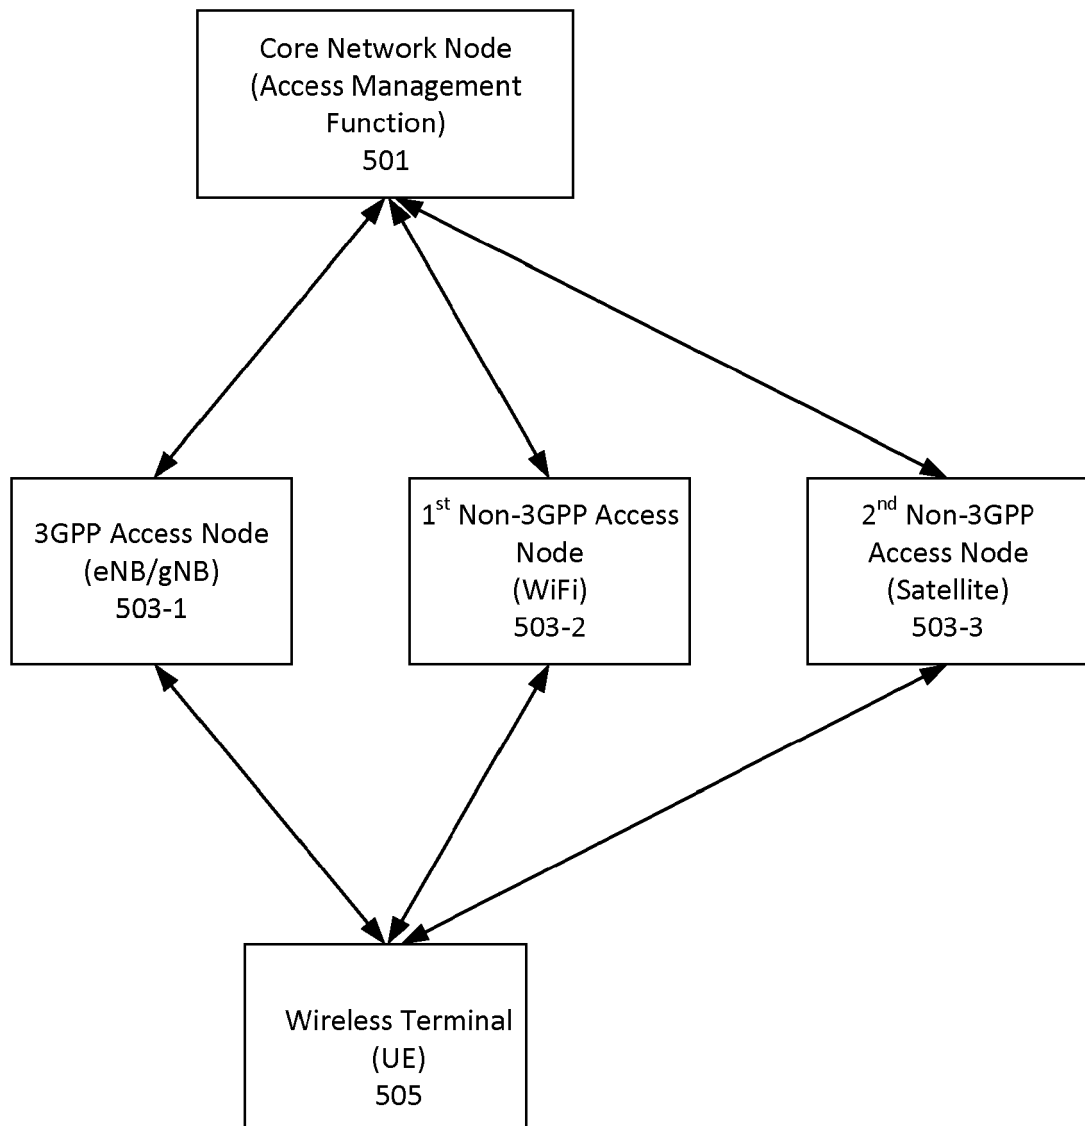 Core Network Node
(Access Management
Function)
501
3GPP Access Node
(eNB/gNB)
503-1
1st Non-3GPP Access
Node
(WiFi)
503-2
2nd Non-3GPP
Access Node
(Satellite)
503-3
Wireless Terminal
(UE)
505